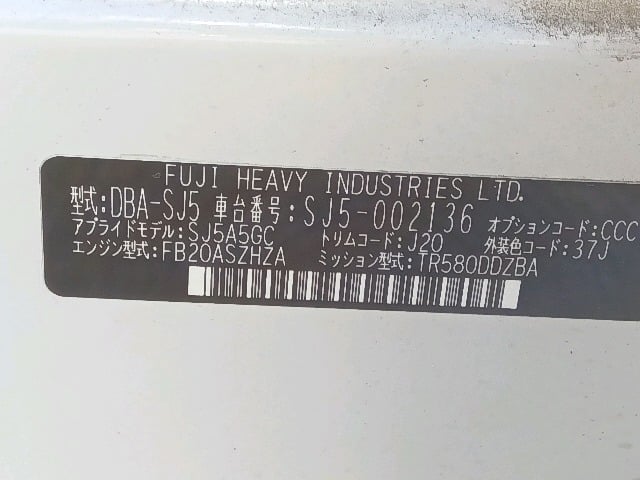 FUJI HEAVY INDUSTRIES LTD.
型式:DBA-SJ5 車台番号:SJ5-002136 オプションコード:CCC
アプライドモデル:SJ5A5GC トリムコード:J20 外装色コード:37J
エンジン型式:FB20ASZHZA ミッション型式:TR580DDZBA